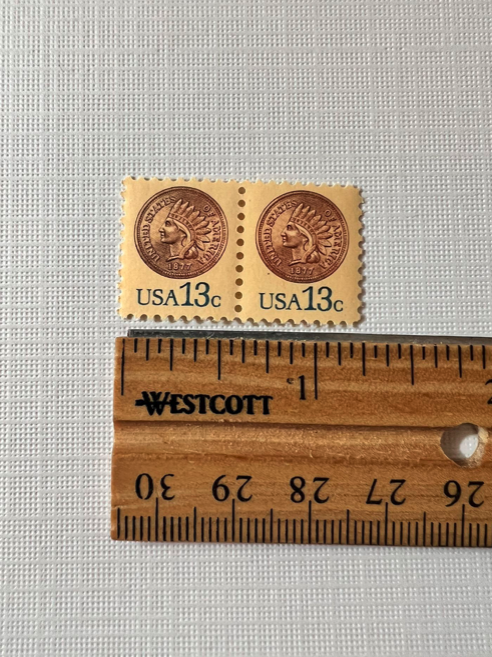 UNITED STATES OF AMERICA
1877
USA13c
UNITED STATES OF AMERICA
1877
USA13c
1
WESTCOTT
30 29 28 27 26